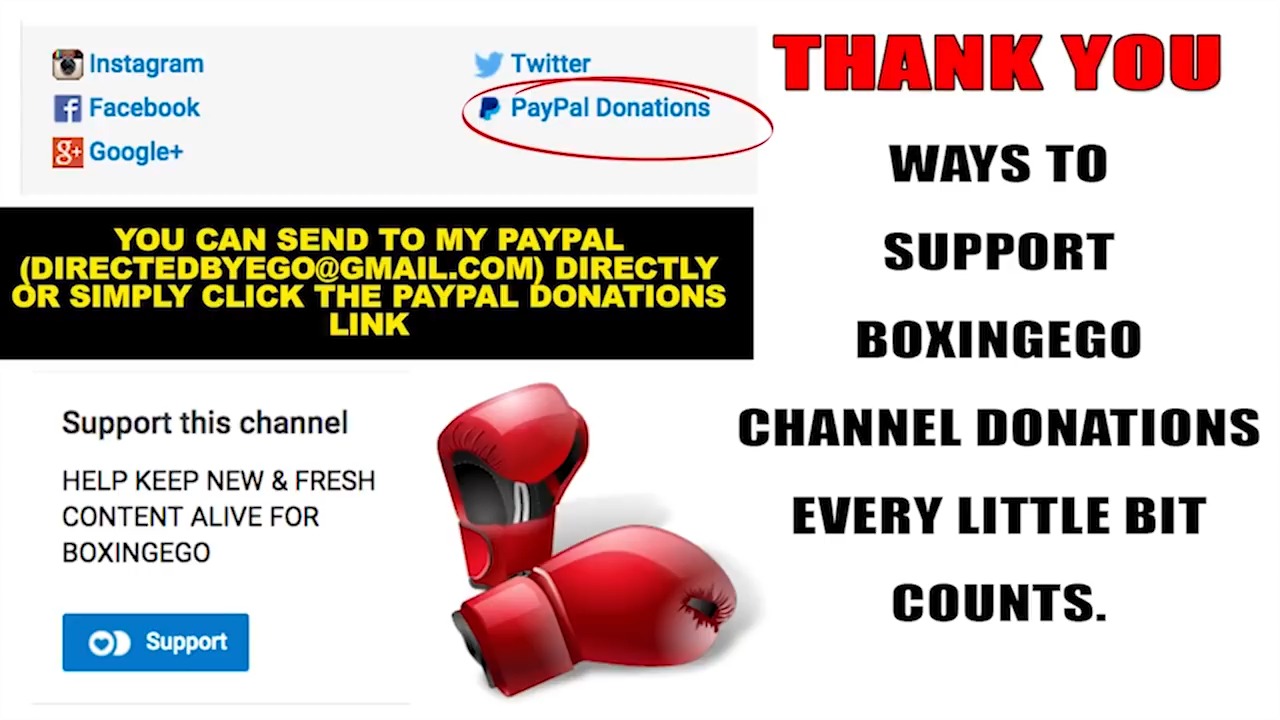 Instagram
Twitter
Facebook
PayPal Donations
Google+
YOU CAN SEND TO MY PAYPAL
(DIRECTEDBYEGO@GMAIL.COM) DIRECTLY
OR SIMPLY CLICK THE PAYPAL DONATIONS
LINK
Support this channel
HELP KEEP NEW & FRESH
CONTENT ALIVE FOR
BOXINGEGO
Support
THANK YOU
WAYS TO
SUPPORT
BOXINGEGO
CHANNEL DONATIONS
EVERY LITTLE BIT
COUNTS.